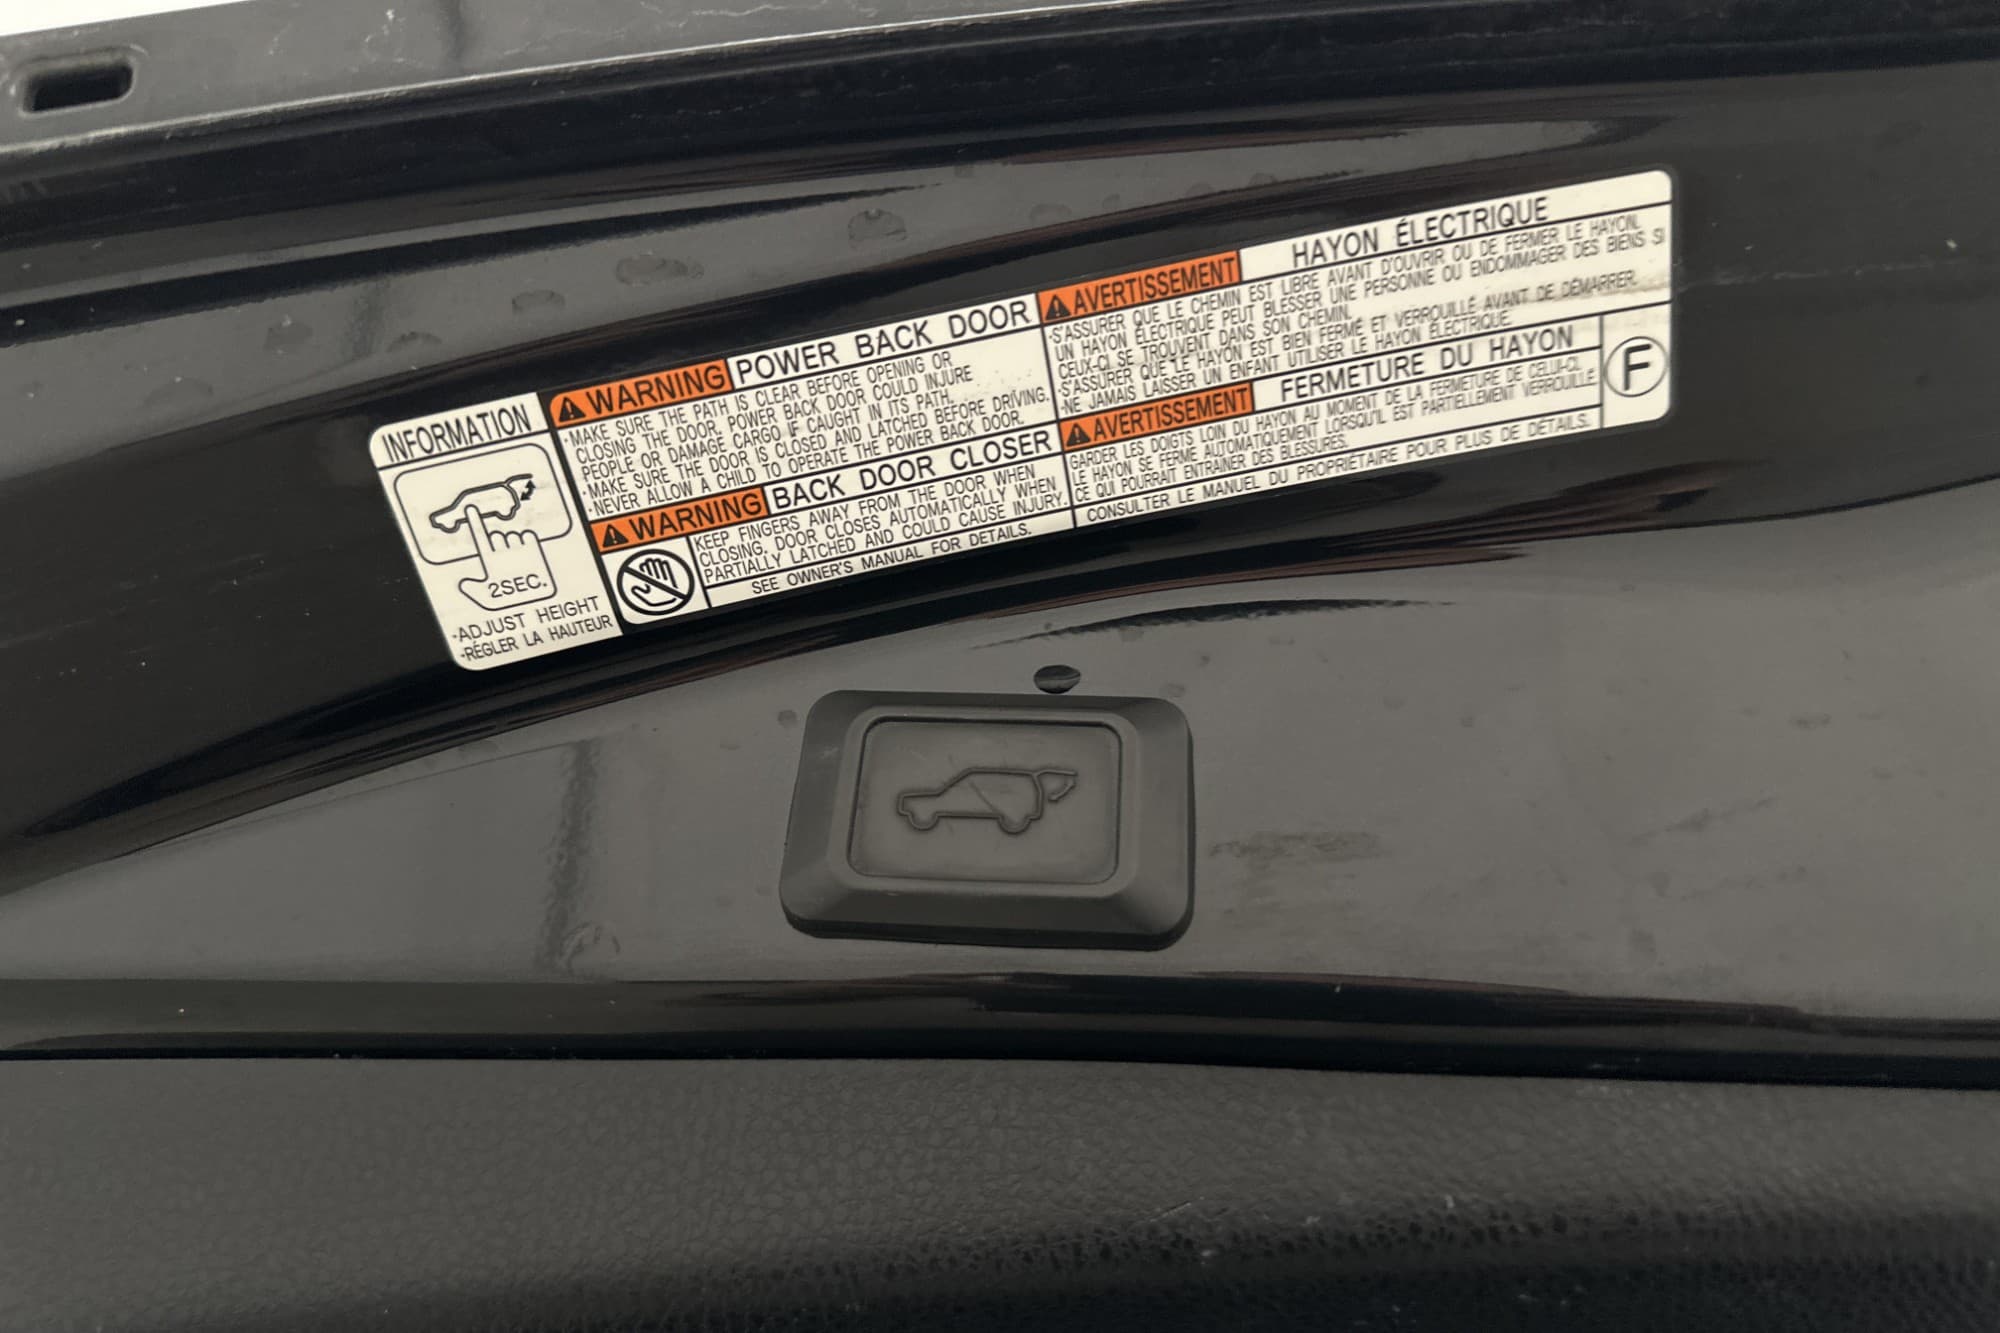 INFORMATION
2SEC.
·ADJUST HEIGHT
·RÉGLER LA HAUTEUR
WARNING POWER BACK DOOR
·MAKE SURE THE PATH IS CLEAR BEFORE OPENING OR
CLOSING THE DOOR. POWER BACK DOOR COULD INJURE
PEOPLE OR DAMAGE CARGO IF CAUGHT IN ITS PATH.
·MAKE SURE THE DOOR IS CLOSED AND LATCHED BEFORE DRIVING.
·NEVER ALLOW A CHILD TO OPERATE THE POWER BACK DOOR.
WARNING BACK DOOR CLOSER
KEEP FINGERS AWAY FROM THE DOOR WHEN
CLOSING. DOOR CLOSES AUTOMATICALLY WHEN
PARTIALLY LATCHED AND COULD CAUSE INJURY.
SEE OWNER'S MANUAL FOR DETAILS.
AVERTISSEMENT HAYON ÉLECTRIQUE
·S'ASSURER QUE LE CHEMIN EST LIBRE AVANT D'OUVRIR OU DE FERMER LE HAYON.
UN HAYON ÉLECTRIQUE PEUT BLESSER UNE PERSONNE OU ENDOMMAGER DES BIENS SI
CEUX-CI SE TROUVENT DANS SON CHEMIN.
·S'ASSURER QUE LE HAYON EST BIEN FERMÉ ET VERROUILLÉ AVANT DE DÉMARRER.
·NE JAMAIS LAISSER UN ENFANT UTILISER LE HAYON ÉLECTRIQUE.
AVERTISSEMENT FERMETURE DU HAYON
GARDER LES DOIGTS LOIN DU HAYON AU MOMENT DE LA FERMETURE DE CELUI-CI.
LE HAYON SE FERME AUTOMATIQUEMENT LORSQU'IL EST PARTIELLEMENT VERROUILLÉ.
CE QUI POURRAIT ENTRAINER DES BLESSURES.
CONSULTER LE MANUEL DU PROPRIÉTAIRE POUR PLUS DE DÉTAILS.
F